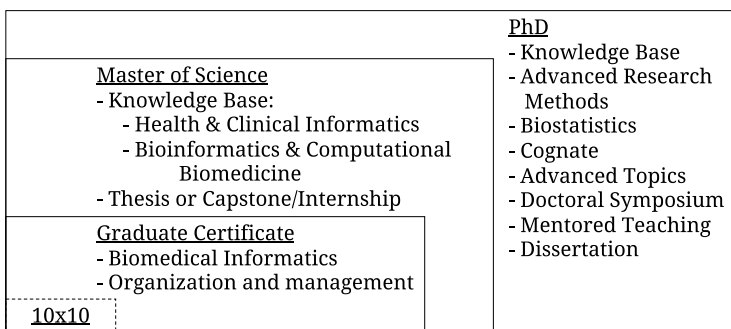 PhD
- Knowledge Base
- Advanced Research
Methods
- Biostatistics
- Cognate
- Advanced Topics
- Doctoral Symposium
- Mentored Teaching
- Dissertation
Master of Science
- Knowledge Base:
- Health & Clinical Informatics
- Bioinformatics & Computational
Biomedicine
- Thesis or Capstone/Internship
Graduate Certificate
- Biomedical Informatics
- Organization and management
10x10